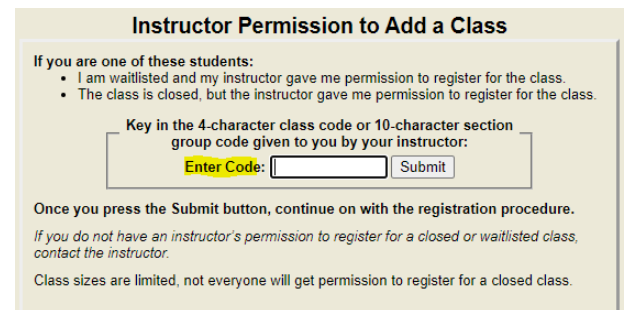 Instructor Permission to Add a Class
If you are one of these students:
• I am waitlisted and my instructor gave me permission to register for the class.
• The class is closed, but the instructor gave me permission to register for the class.
Key in the 4-character class code or 10-character section
group code given to you by your instructor:
Enter Code: Submit
Once you press the Submit button, continue on with the registration procedure.
If you do not have an instructor's permission to register for a closed or waitlisted class,
contact the instructor.
Class sizes are limited, not everyone will get permission to register for a closed class.